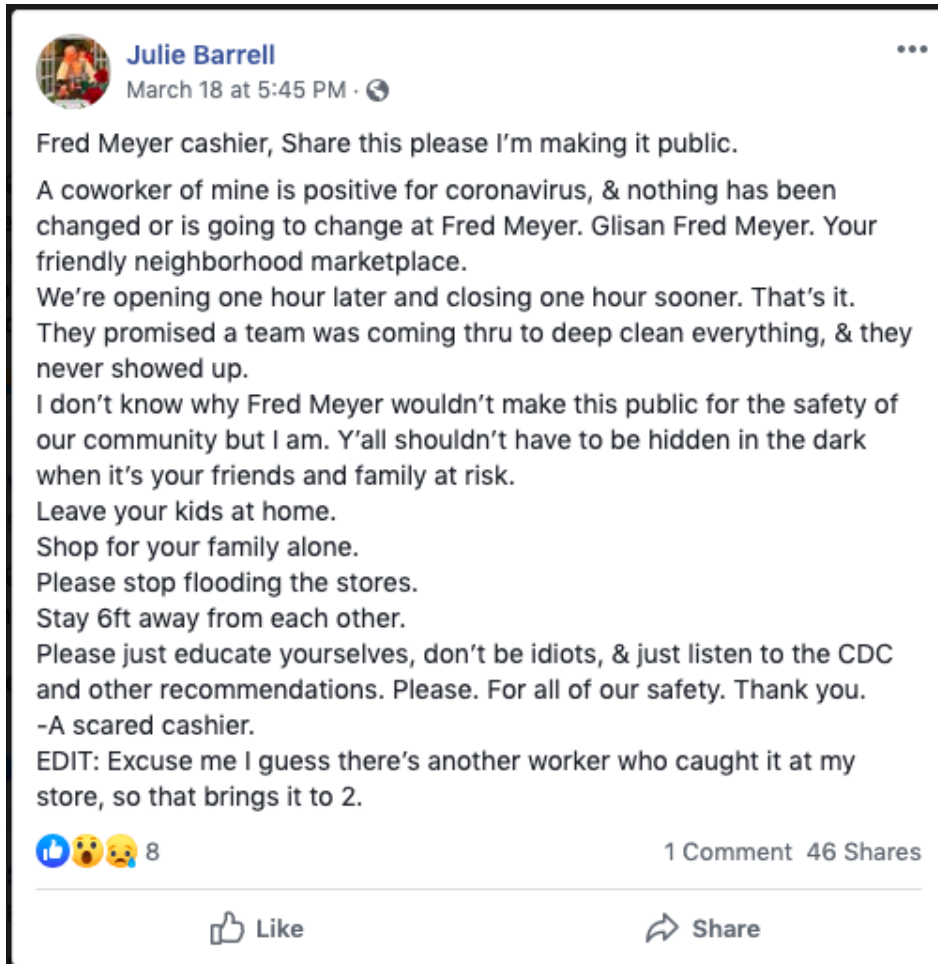 Julie Barrell
March 18 at 5:45 PM ·
Fred Meyer cashier, Share this please I’m making it public.
A coworker of mine is positive for coronavirus, & nothing has been
changed or is going to change at Fred Meyer. Glisan Fred Meyer. Your
friendly neighborhood marketplace.
We’re opening one hour later and closing one hour sooner. That’s it.
They promised a team was coming thru to deep clean everything, & they
never showed up.
I don’t know why Fred Meyer wouldn’t make this public for the safety of
our community but I am. Y’all shouldn’t have to be hidden in the dark
when it’s your friends and family at risk.
Leave your kids at home.
Shop for your family alone.
Please stop flooding the stores.
Stay 6ft away from each other.
Please just educate yourselves, don’t be idiots, & just listen to the CDC
and other recommendations. Please. For all of our safety. Thank you.
-A scared cashier.
EDIT: Excuse me I guess there’s another worker who caught it at my
store, so that brings it to 2.
8 1 Comment 46 Shares
Like Share